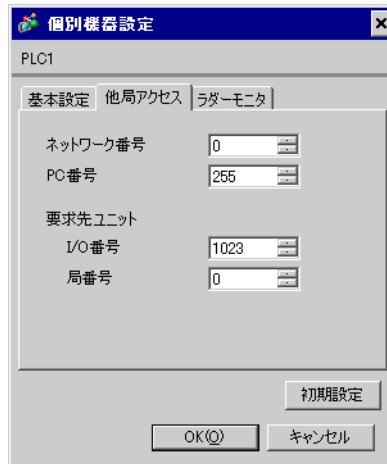 個別機器設定
PLC1
基本設定 他局アクセス ラダーモニタ
ネットワーク番号 0
PC番号 255
要求先ユニット
I/O番号 1023
局番号 0
初期設定
OK(O) キャンセル